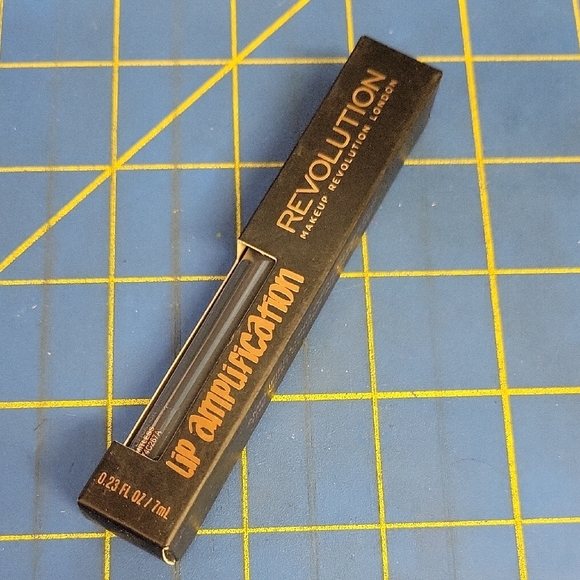 REVOLUTION
MAKEUP REVOLUTION LONDON
Lip amplification
0.23 FL OZ / 7mL